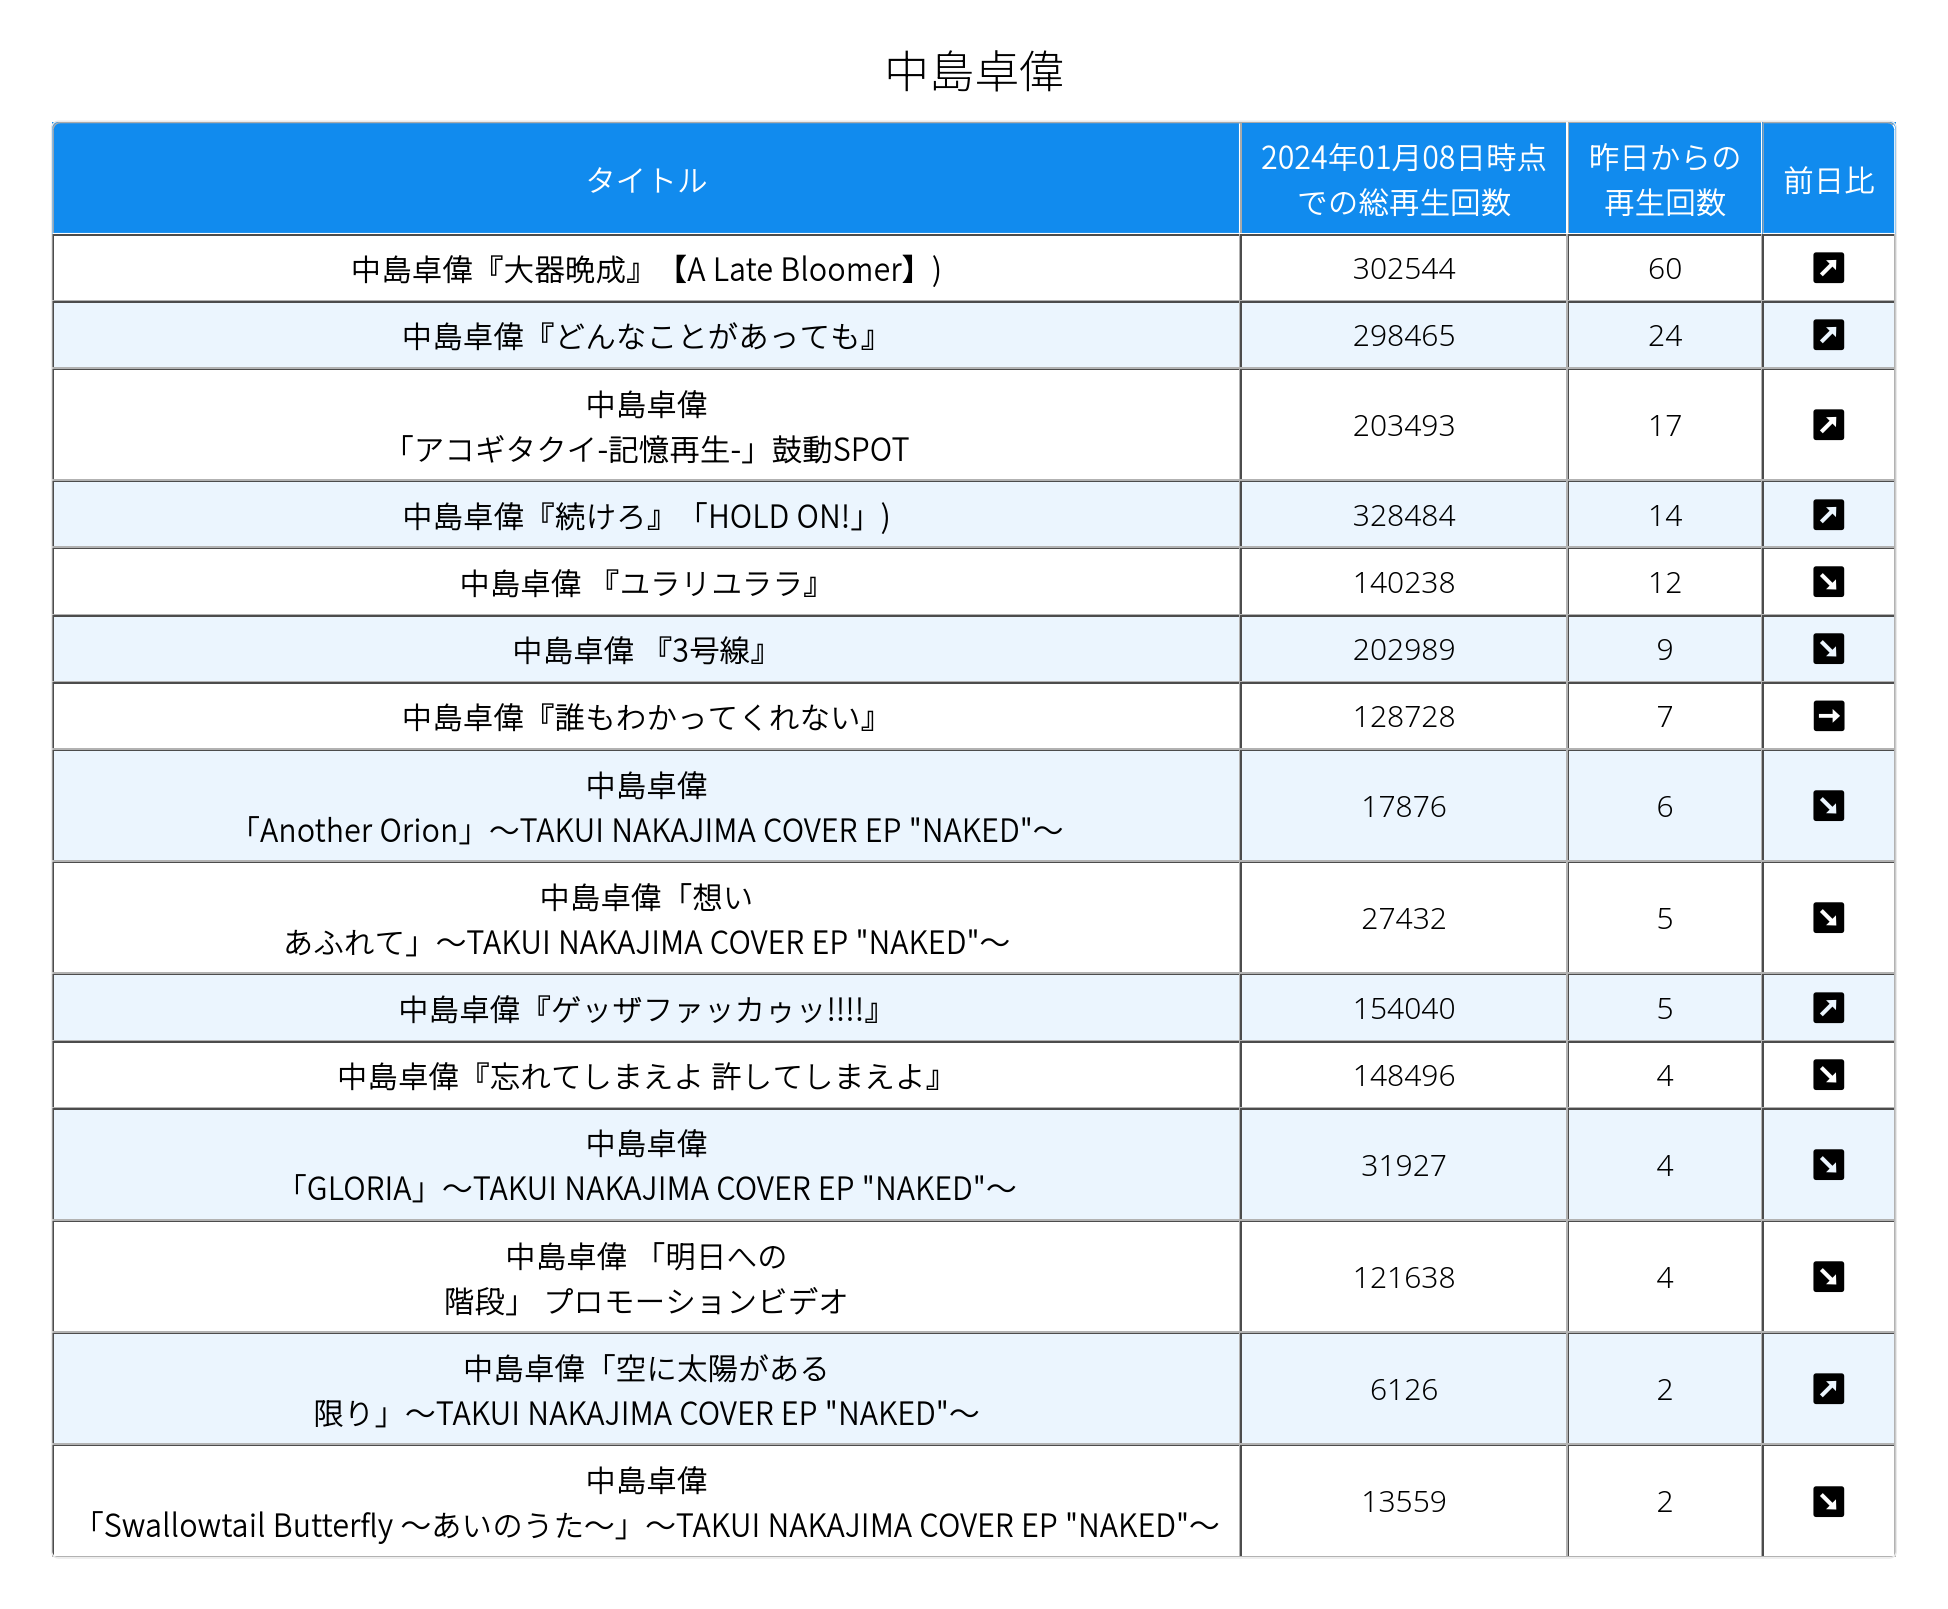 中島卓偉
タイトル
2024年01月08日時点
での総再生回数
昨日からの
再生回数
前日比
中島卓偉『大器晩成』【A Late Bloomer】)
302544
60
中島卓偉『どんなことがあっても』
298465
24
中島卓偉
「アコギタクイ-記憶再生-」鼓動SPOT
203493
17
中島卓偉『続けろ』「HOLD ON!」)
328484
14
中島卓偉 『ユラリユララ』
140238
12
中島卓偉 『3号線』
202989
9
中島卓偉『誰もわかってくれない』
128728
7
中島卓偉
「Another Orion」～TAKUI NAKAJIMA COVER EP "NAKED"～
17876
6
中島卓偉「想い
あふれて」～TAKUI NAKAJIMA COVER EP "NAKED"～
27432
5
中島卓偉『ゲッザファッカゥッ!!!!』
154040
5
中島卓偉『忘れてしまえよ 許してしまえよ』
148496
4
中島卓偉
「GLORIA」～TAKUI NAKAJIMA COVER EP "NAKED"～
31927
4
中島卓偉 「明日への
階段」 プロモーションビデオ
121638
4
中島卓偉「空に太陽がある
限り」～TAKUI NAKAJIMA COVER EP "NAKED"～
6126
2
中島卓偉
「Swallowtail Butterfly ～あいのうた～」～TAKUI NAKAJIMA COVER EP "NAKED"～
13559
2